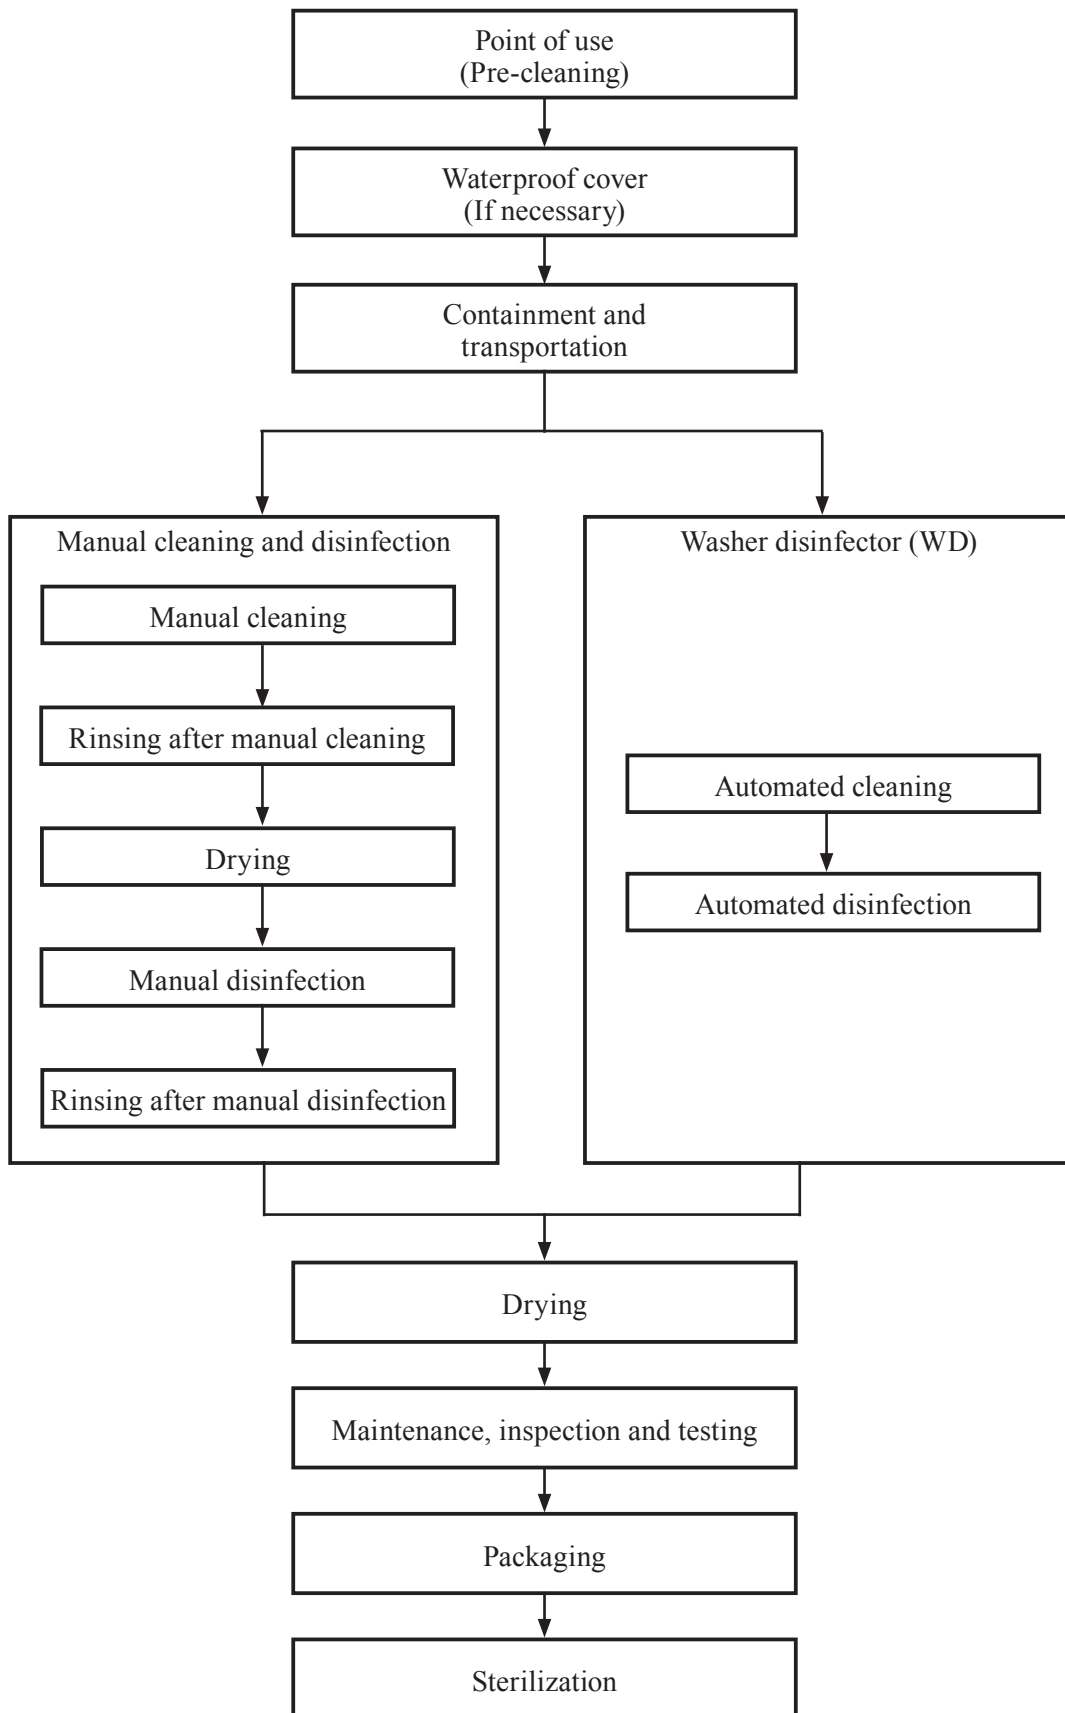 Point of use
(Pre-cleaning)
Waterproof cover
(If necessary)
Containment and
transportation
Manual cleaning and disinfection
Manual cleaning
Rinsing after manual cleaning
Drying
Manual disinfection
Rinsing after manual disinfection
Washer disinfector (WD)
Automated cleaning
Automated disinfection
Drying
Maintenance, inspection and testing
Packaging
Sterilization